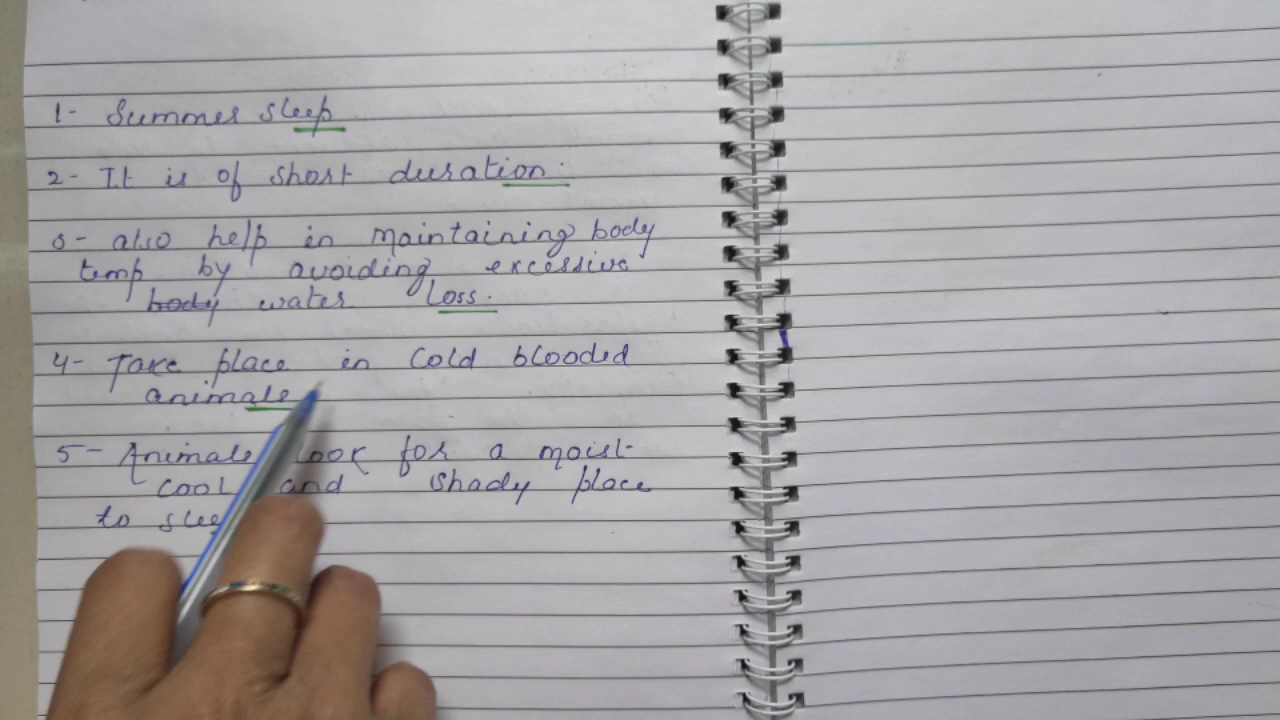 1- Summer sleep
2- It is of short duration.
3- also help in maintaining body
temp by avoiding excessive
body water loss.
4- Take place in cold blooded
animals
5- Animals look for a moist
cool and shady place
to